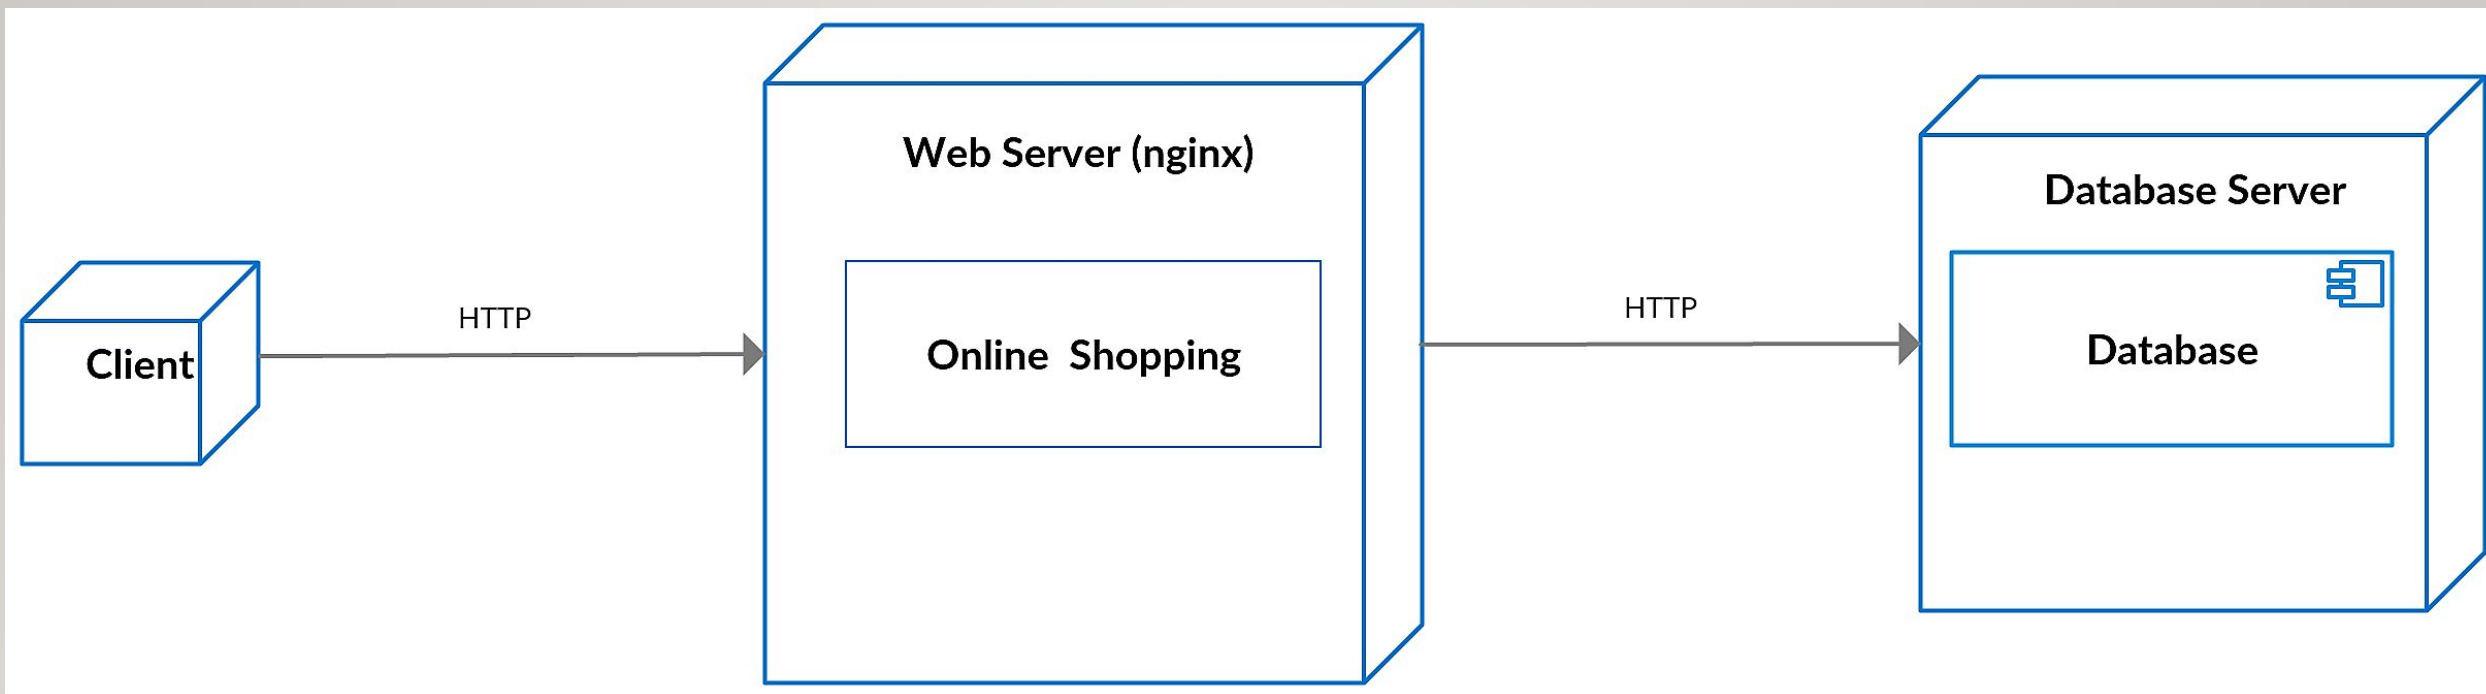 Web Server (nginx)
Database Server
HTTP
HTTP
Client
Online Shopping
Database